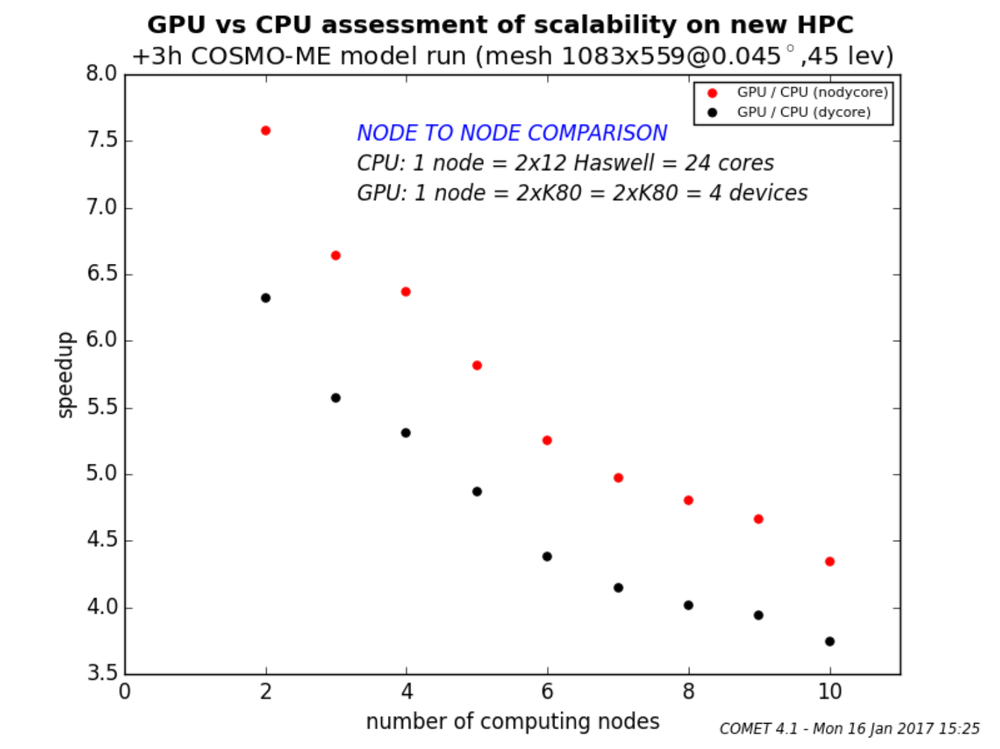 GPU vs CPU assessment of scalability on new HPC
+3h COSMO-ME model run (mesh 1083x559@0.045°,45 lev)
GPU / CPU (nodycore)
GPU / CPU (dycore)
NODE TO NODE COMPARISON
CPU: 1 node = 2x12 Haswell = 24 cores
GPU: 1 node = 2xK80 = 2xK80 = 4 devices
speedup
8.0
7.5
7.0
6.5
6.0
5.5
5.0
4.5
4.0
3.5
0 2 4 6 8 10
number of computing nodes
COMET 4.1 - Mon 16 Jan 2017 15:25